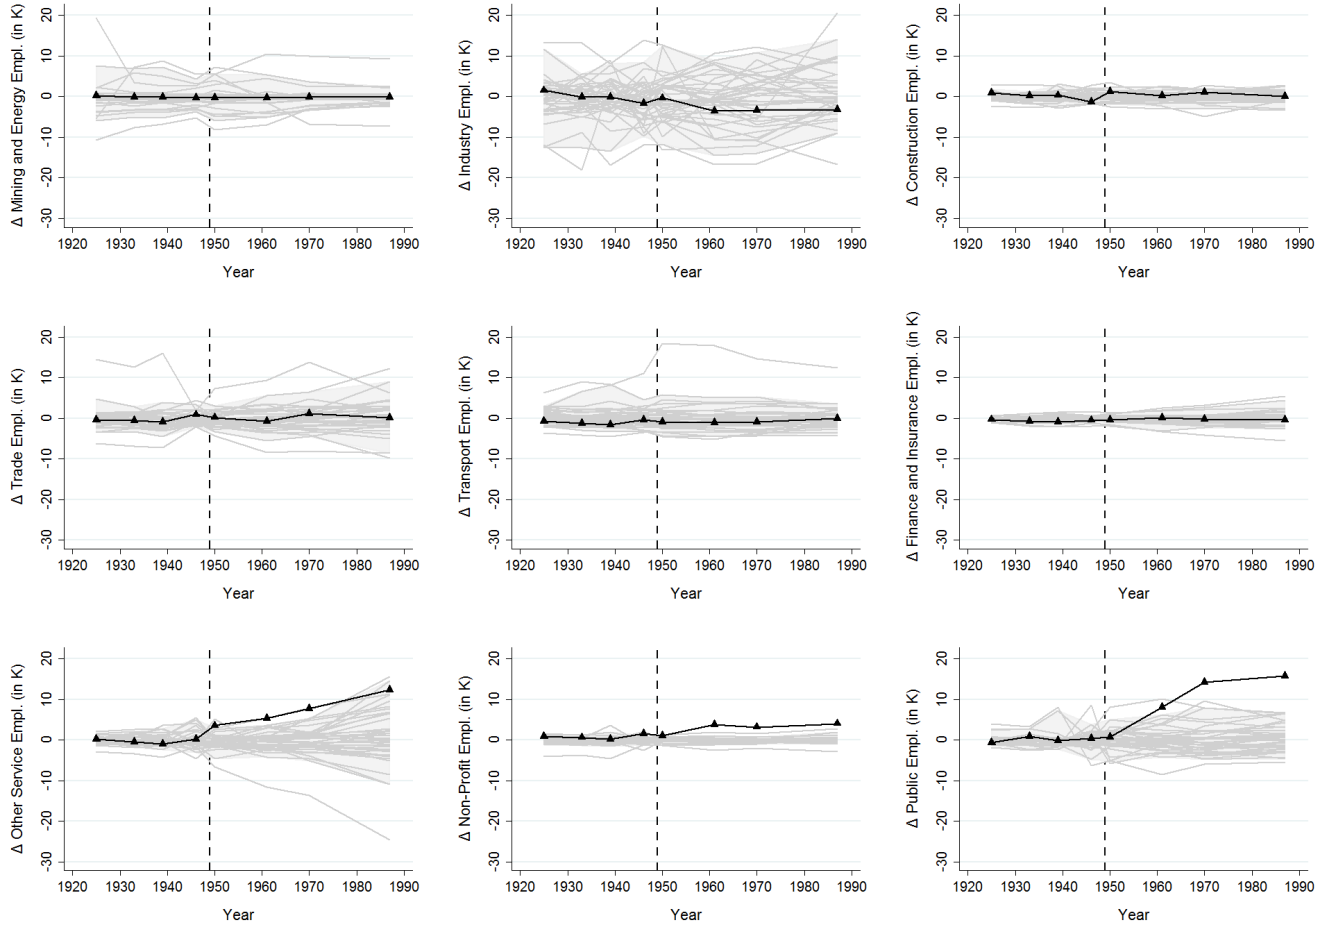 Δ Mining and Energy Empl. (in K)
20
10
0
-10
-20
-30
1920 1930 1940 1950 1960 1970 1980 1990
Year
Δ Industry Empl. (in K)
20
10
0
-10
-20
-30
1920 1930 1940 1950 1960 1970 1980 1990
Year
Δ Construction Empl. (in K)
20
10
0
-10
-20
-30
1920 1930 1940 1950 1960 1970 1980 1990
Year
Δ Trade Empl. (in K)
20
10
0
-10
-20
-30
1920 1930 1940 1950 1960 1970 1980 1990
Year
Δ Transport Empl. (in K)
20
10
0
-10
-20
-30
1920 1930 1940 1950 1960 1970 1980 1990
Year
Δ Finance and Insurance Empl. (in K)
20
10
0
-10
-20
-30
1920 1930 1940 1950 1960 1970 1980 1990
Year
Δ Other Service Empl. (in K)
20
10
0
-10
-20
-30
1920 1930 1940 1950 1960 1970 1980 1990
Year
Δ Non-Profit Empl. (in K)
20
10
0
-10
-20
-30
1920 1930 1940 1950 1960 1970 1980 1990
Year
Δ Public Empl. (in K)
20
10
0
-10
-20
-30
1920 1930 1940 1950 1960 1970 1980 1990
Year